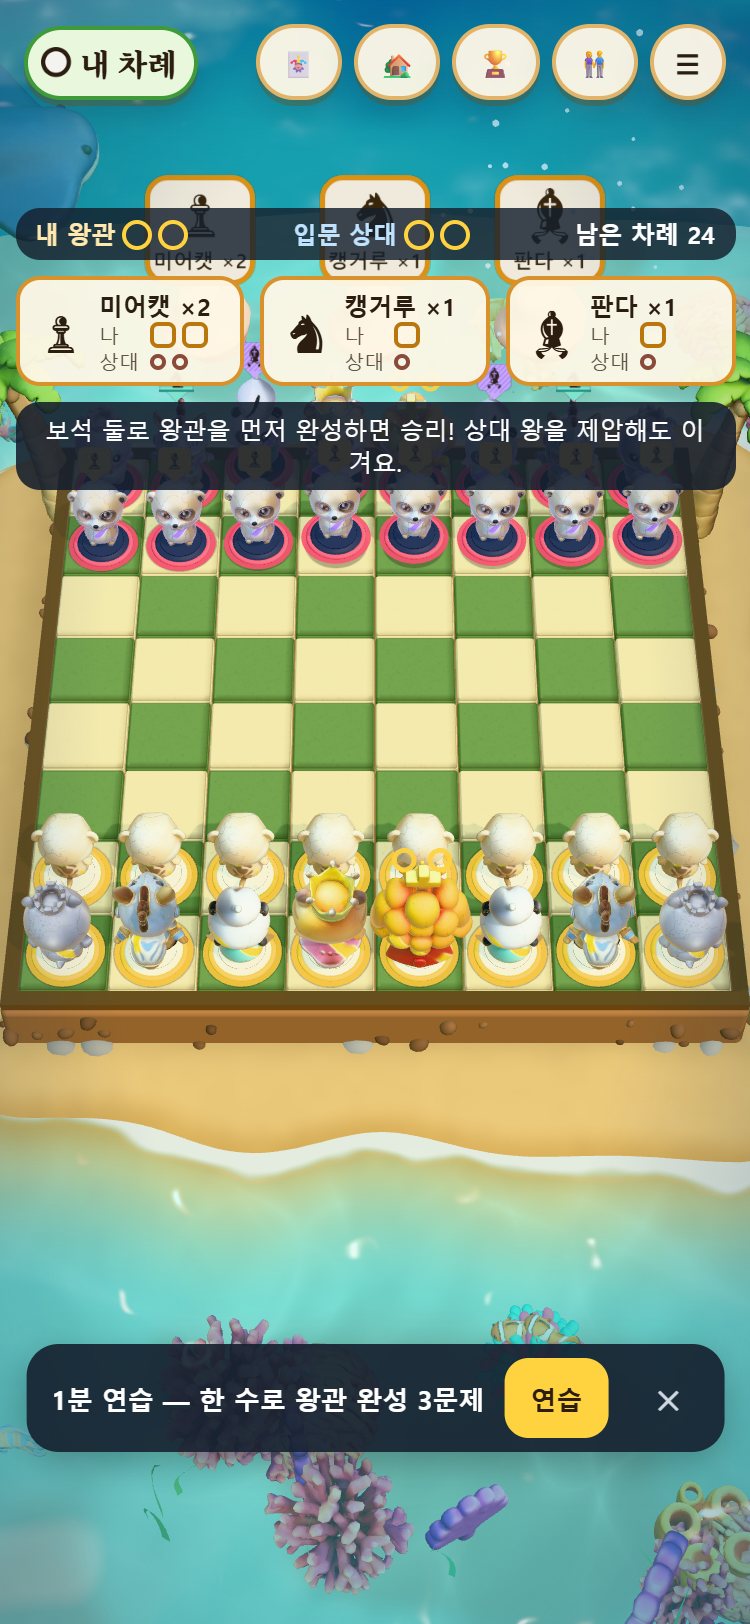 내 차례
미어캣 ×2
캥거루 ×1
판다 ×1
내 왕관
입문 상대
남은 차례 24
미어캣 ×2
나
상대
캥거루 ×1
나
상대
판다 ×1
나
상대
보석 둘로 왕관을 먼저 완성하면 승리! 상대 왕을 제압해도 이
겨요.
1분 연습 — 한 수로 왕관 완성 3문제
연습